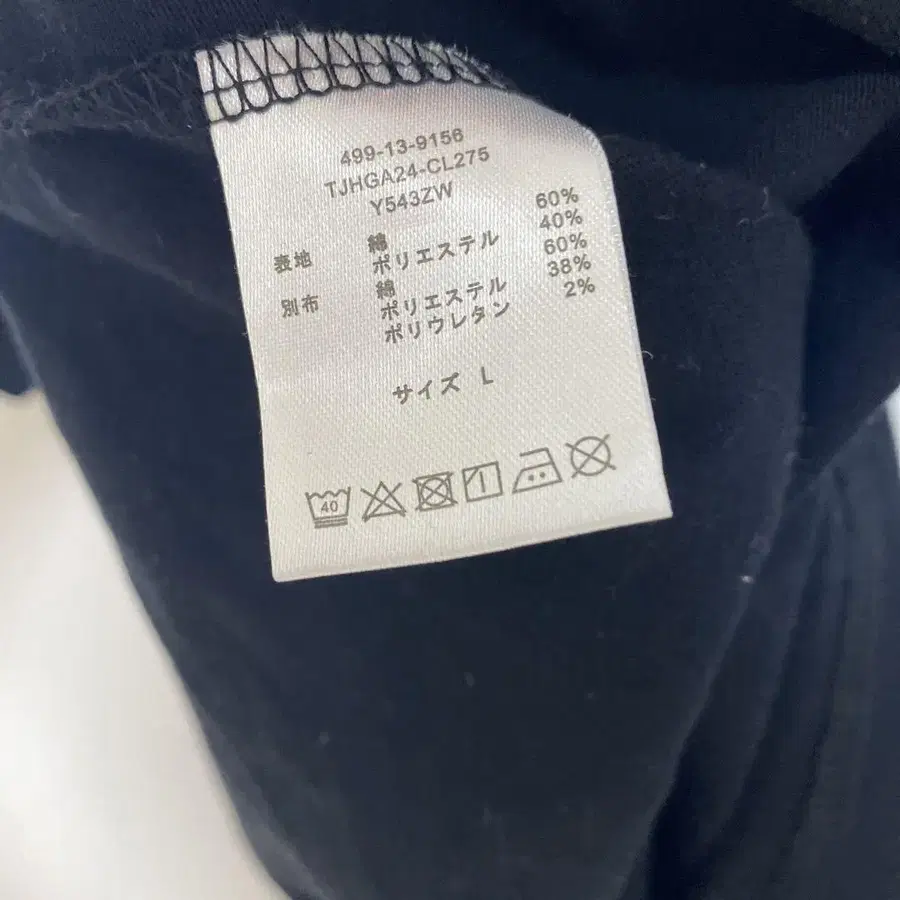 499-13-9156
TJHGA24-CL275
Y543ZW
表地 綿 60%
ポリエステル 40%
別布 綿 60%
ポリエステル 38%
ポリウレタン 2%
サイズ L
40